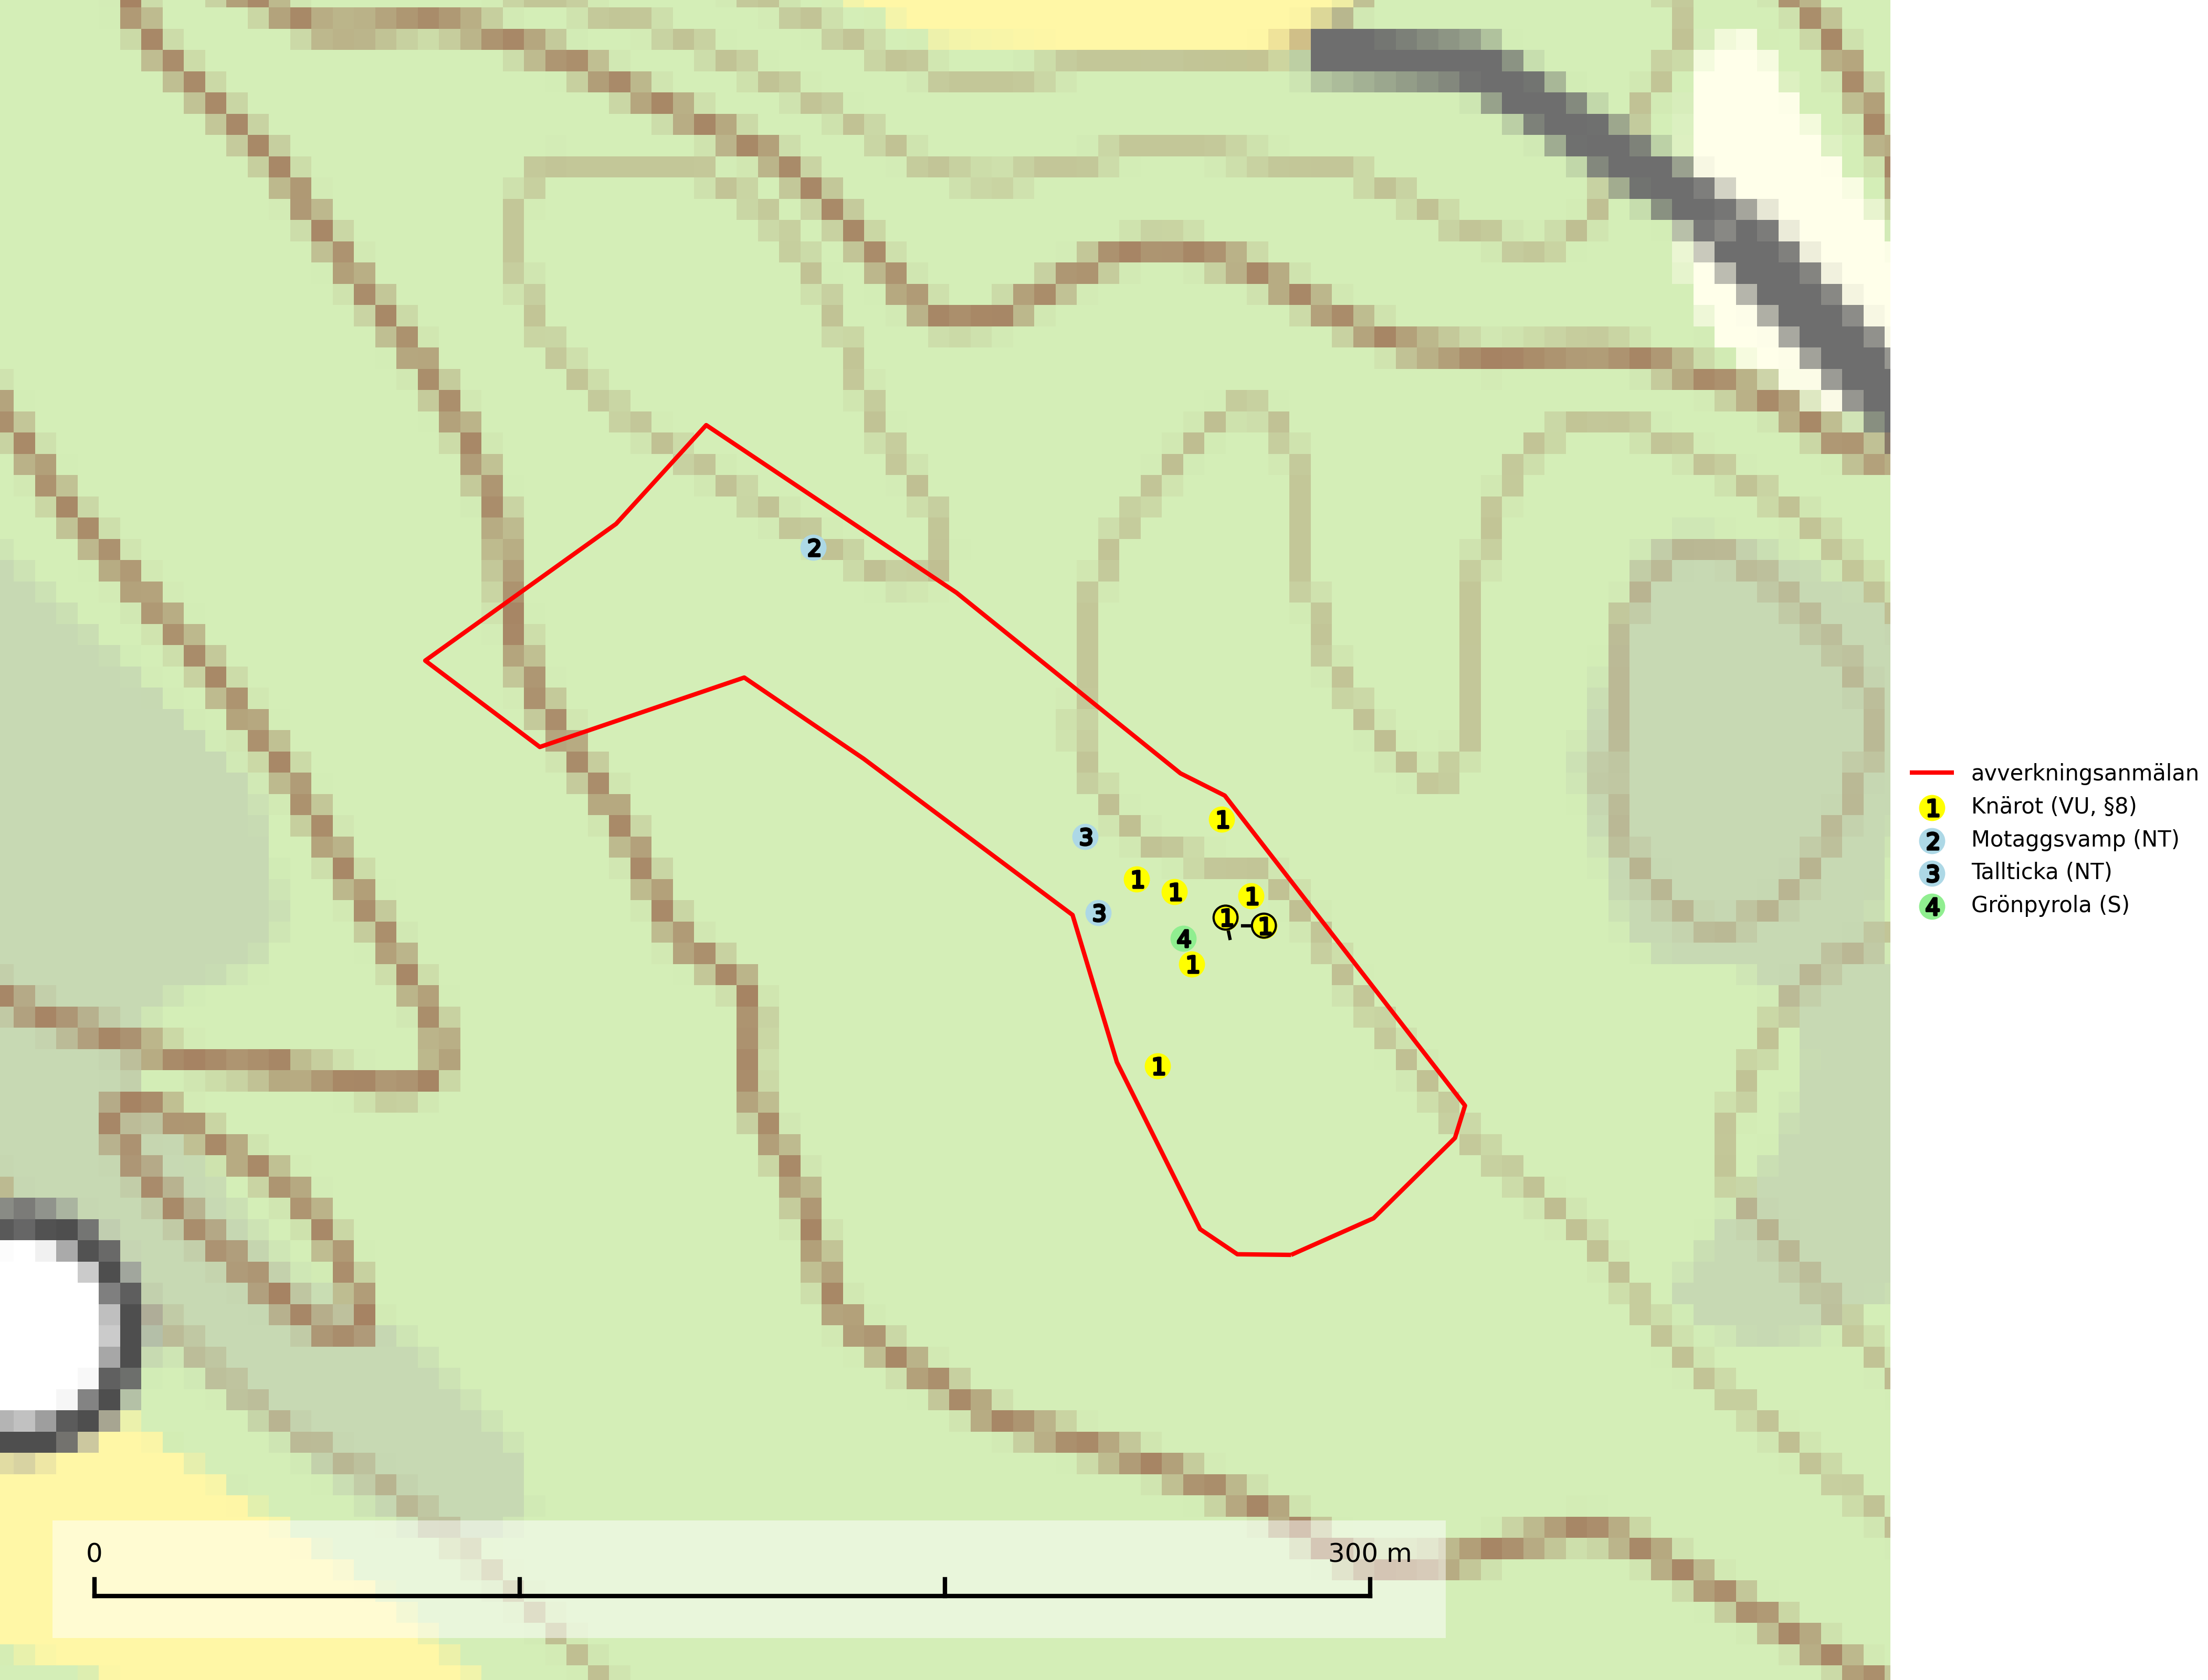 2
1
3
1
1
1
3
1
1
4
1
1
avverkningsanmälan
1 Knärot (VU, §8)
2 Motaggsvamp (NT)
3 Tallticka (NT)
4 Grönpyrola (S)
0 300 m